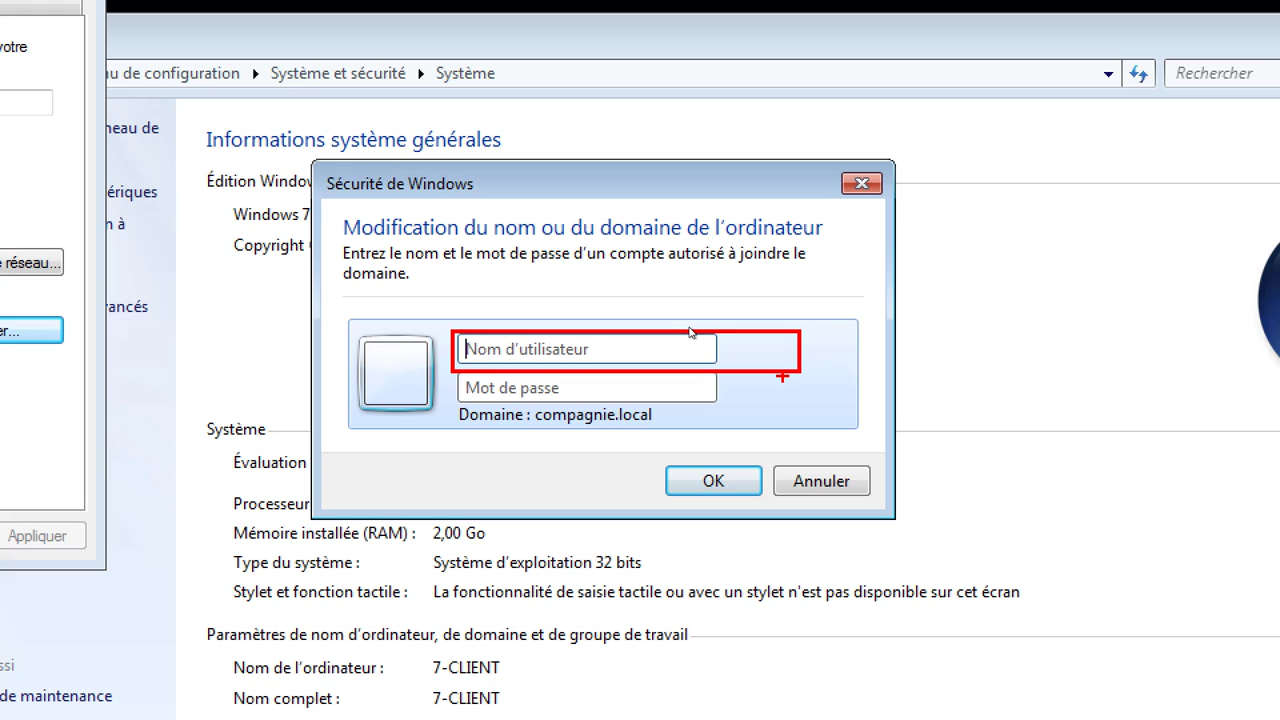 votre
au de configuration ▸ Système et sécurité ▸ Système
Rechercher
neau de
Informations système générales
Édition Windov
Sécurité de Windows
ériques
Windows 7
n à
Modification du nom ou du domaine de l'ordinateur
Copyright
Entrez le nom et le mot de passe d'un compte autorisé à joindre le
domaine.
e réseau...
vancés
er...
Nom d'utilisateur
Mot de passe
Domaine : compagnie.local
Système
Évaluation
OK
Annuler
Processeur
Appliquer
Mémoire installée (RAM) : 2,00 Go
Type du système : Système d'exploitation 32 bits
Stylet et fonction tactile : La fonctionnalité de saisie tactile ou avec un stylet n'est pas disponible sur cet écran
Paramètres de nom d'ordinateur, de domaine et de groupe de travail
ssi
Nom de l'ordinateur : 7-CLIENT
de maintenance
Nom complet : 7-CLIENT